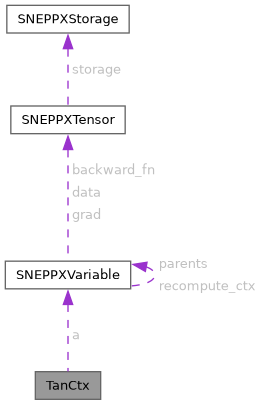 SNEPPXStorage
storage
SNEPPXTensor
backward_fn
data
grad
SNEPPXVariable
parents
recompute_ctx
a
TanCtx